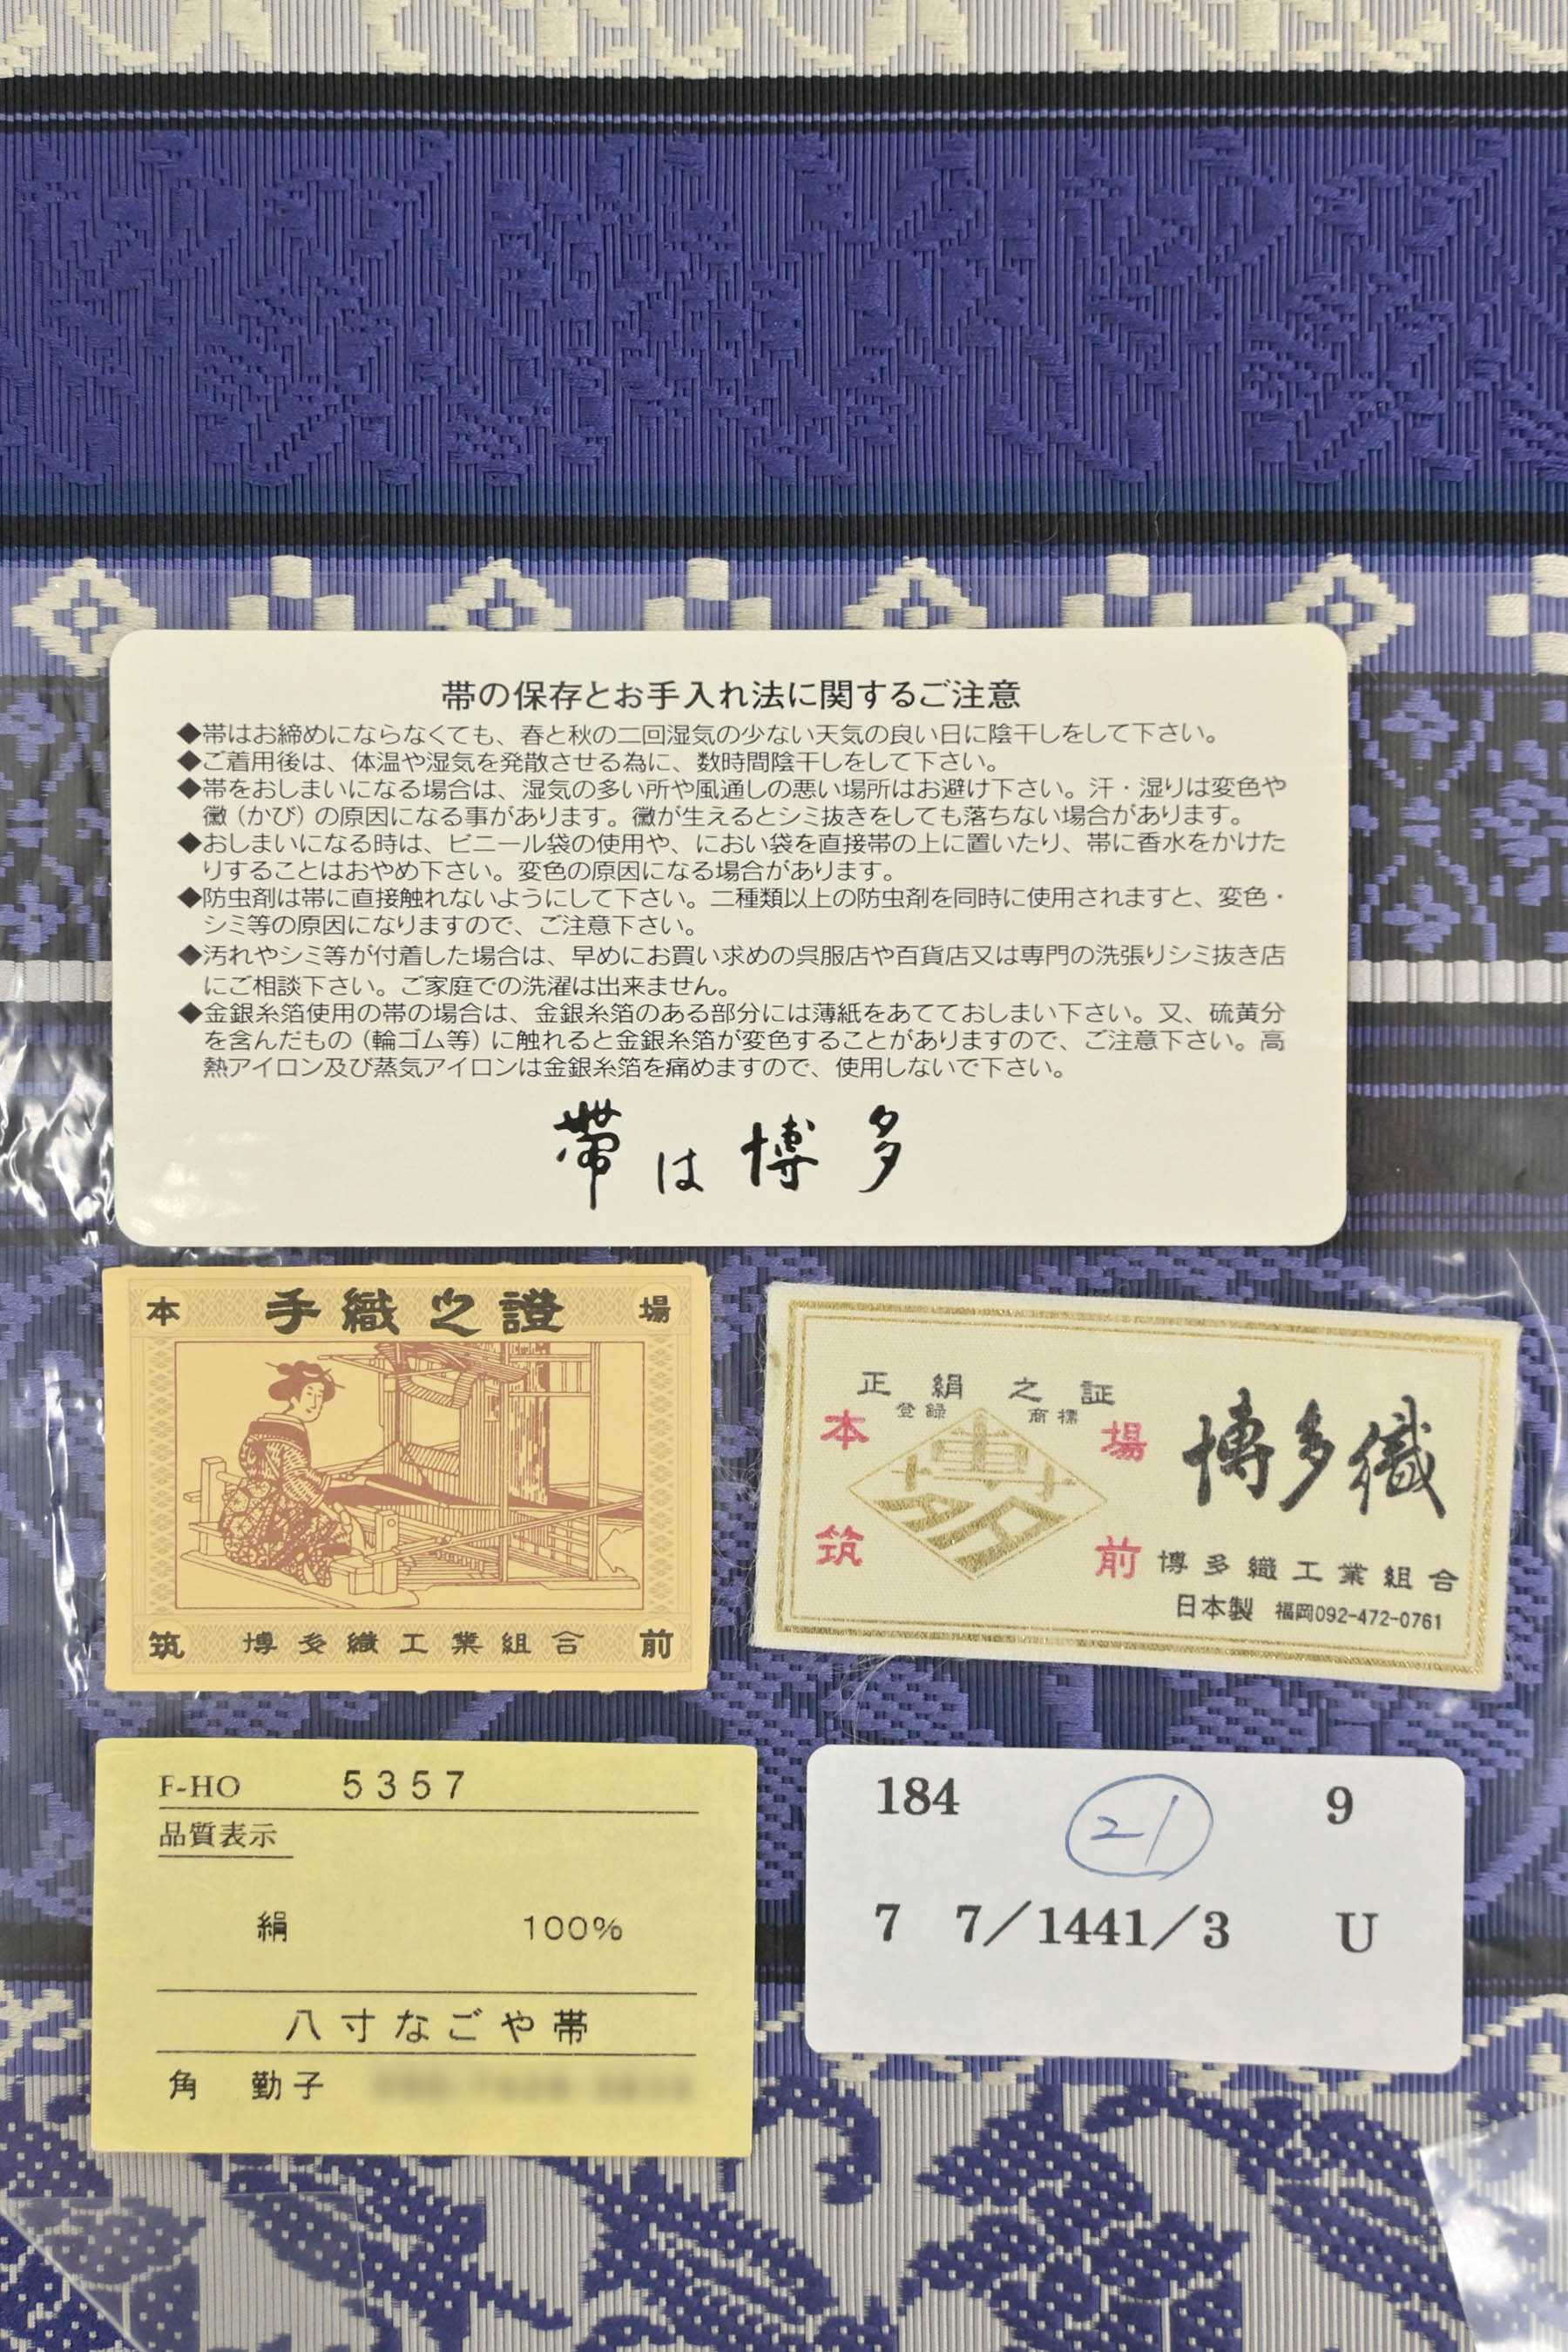 帯の保存とお手入れ法に関するご注意
◆帯はお締めにならなくても、春と秋の二回湿気の少ない天気の良い日に陰干しをして下さい。
◆ご着用後は、体温や湿気を発散させる為に、数時間陰干しをして下さい。
◆帯をおしまいになる場合は、湿気の多い所や風通しの悪い場所はお避け下さい。汗・湿りは変色や
黴（かび）の原因になる事があります。黴が生えるとシミ抜きをしても落ちない場合があります。
◆おしまいになる時は、ビニール袋の使用や、におい袋を直接帯の上に置いたり、帯に香水をかけた
りすることはおやめ下さい。変色の原因になる場合があります。
◆防虫剤は帯に直接触れないようにして下さい。二種類以上の防虫剤を同時に使用されますと、変色・
シミ等の原因になりますので、ご注意下さい。
◆汚れやシミ等が付着した場合は、早めにお買い求めの呉服店や百貨店又は専門の洗張りシミ抜き店
にご相談下さい。ご家庭での洗濯は出来ません。
◆金銀糸箔使用の帯の場合は、金銀糸箔のある部分には薄紙をあてておしまい下さい。又、硫黄分
を含んだもの（輪ゴム等）に触れると金銀糸箔が変色することがありますので、ご注意下さい。高
熱アイロン及び蒸気アイロンは金銀糸箔を痛めますので、使用しないで下さい。
帯は博多
本 手織之證 場
筑 博多織工業組合 前
正絹之証
登録 商標
本 場
博多
筑 前
博多織
博多織工業組合
日本製 福岡092-472-0761
F-HO 5357
品質表示
絹 100%
八寸なごや帯
角 勤子
184 21 9
7 7/1441/3 U